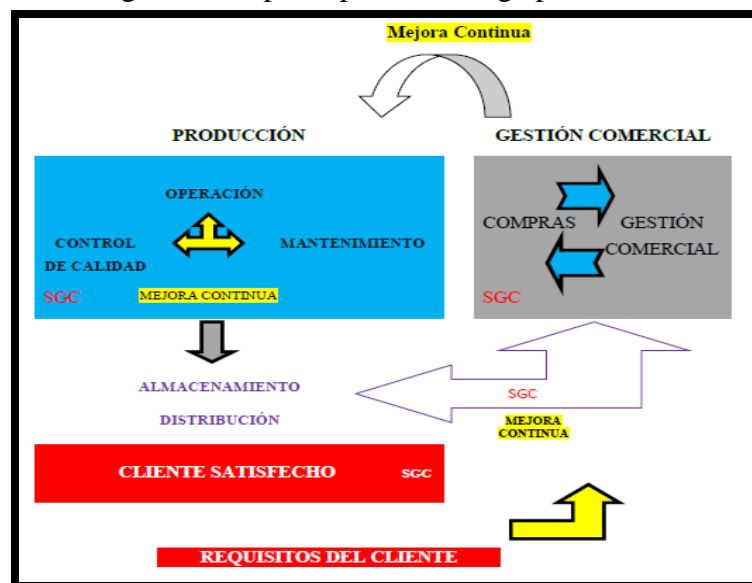 Mejora Continua
PRODUCCIÓN
GESTIÓN COMERCIAL
OPERACIÓN
CONTROL
DE CALIDAD
MANTENIMIENTO
SGC
MEJORA CONTINUA
COMPRAS
GESTIÓN
COMERCIAL
SGC
ALMACENAMIENTO
DISTRIBUCIÓN
SGC
MEJORA
CONTINUA
CLIENTE SATISFECHO
SGC
REQUISITOS DEL CLIENTE